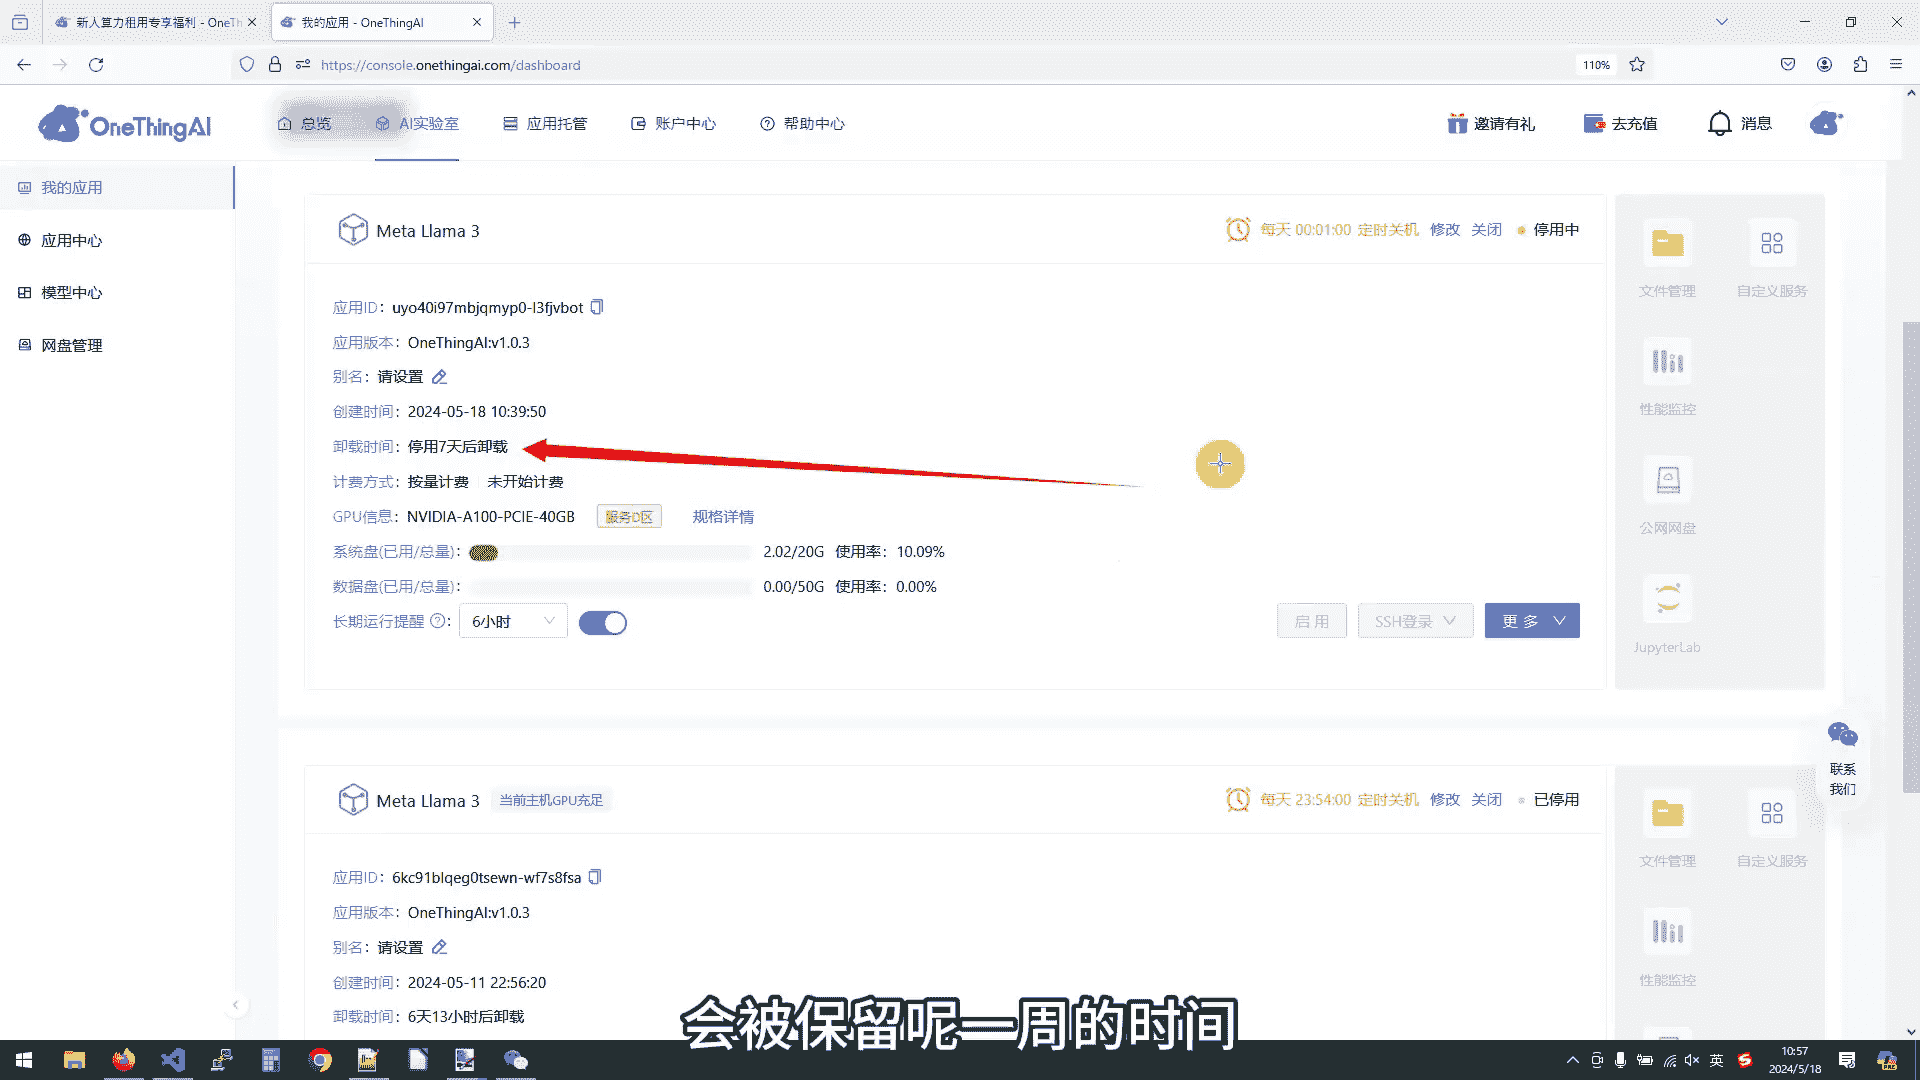 新人算力租用专享福利 - OneTh
我的应用 - OneThingAI
https://console.onethingai.com/dashboard
110%
OneThingAI
总览
AI实验室
应用托管
账户中心
帮助中心
邀请有礼
去充值
消息
我的应用
应用中心
模型中心
网盘管理
Meta Llama 3
每天 00:01:00 定时关机 修改 关闭 停用中
应用ID: uyo40i97mbjqmyp0-l3fjvbot
应用版本: OneThingAI:v1.0.3
别名: 请设置
创建时间: 2024-05-18 10:39:50
卸载时间: 停用7天后卸载
计费方式: 按量计费 未开始计费
GPU信息: NVIDIA-A100-PCIE-40GB 服务D区 规格详情
系统盘(已用/总量): 2.02/20G 使用率: 10.09%
数据盘(已用/总量): 0.00/50G 使用率: 0.00%
长期运行提醒 : 6小时
启 用
SSH登录
更 多
文件管理
自定义服务
性能监控
公网网盘
JupyterLab
Meta Llama 3 当前主机GPU充足
每天 23:54:00 定时关机 修改 关闭 已停用
应用ID: 6kc91blqeg0tsewn-wf7s8fsa
应用版本: OneThingAI:v1.0.3
别名: 请设置
创建时间: 2024-05-11 22:56:20
卸载时间: 6天13小时后卸载
文件管理
自定义服务
性能监控
联系
我们
会被保留呢一周的时间
英
10:57
2024/5/18